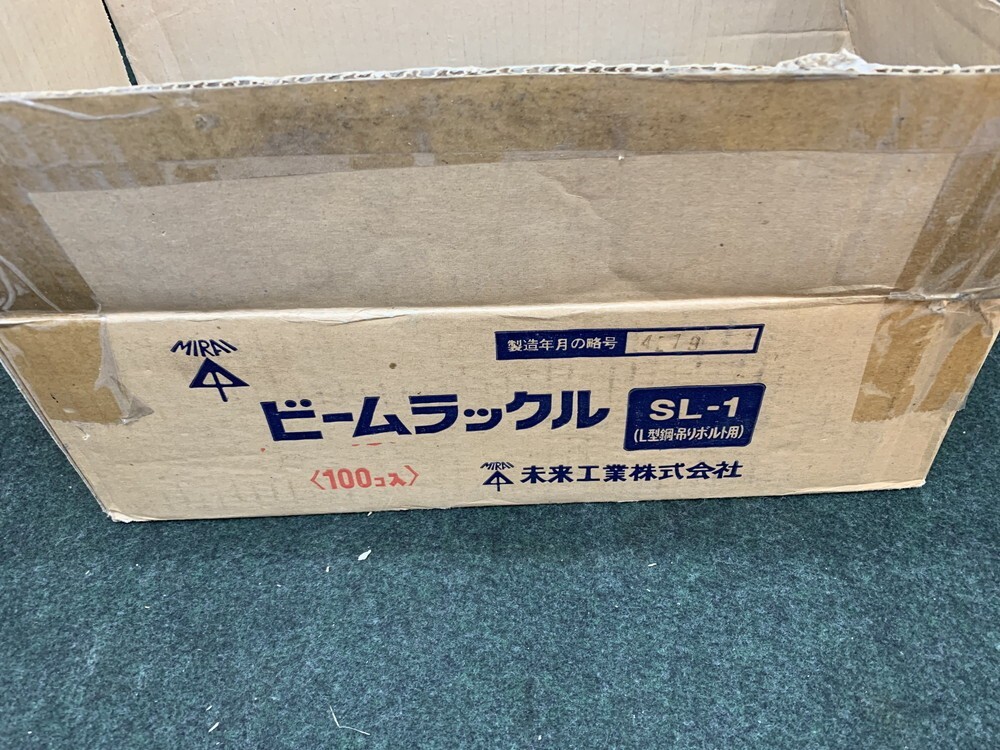 MIRAI
製造年月の略号
ビームラックル
SL-1
(L型鋼・吊りボルト用)
〈100コ入〉
MIRAI
未来工業株式会社